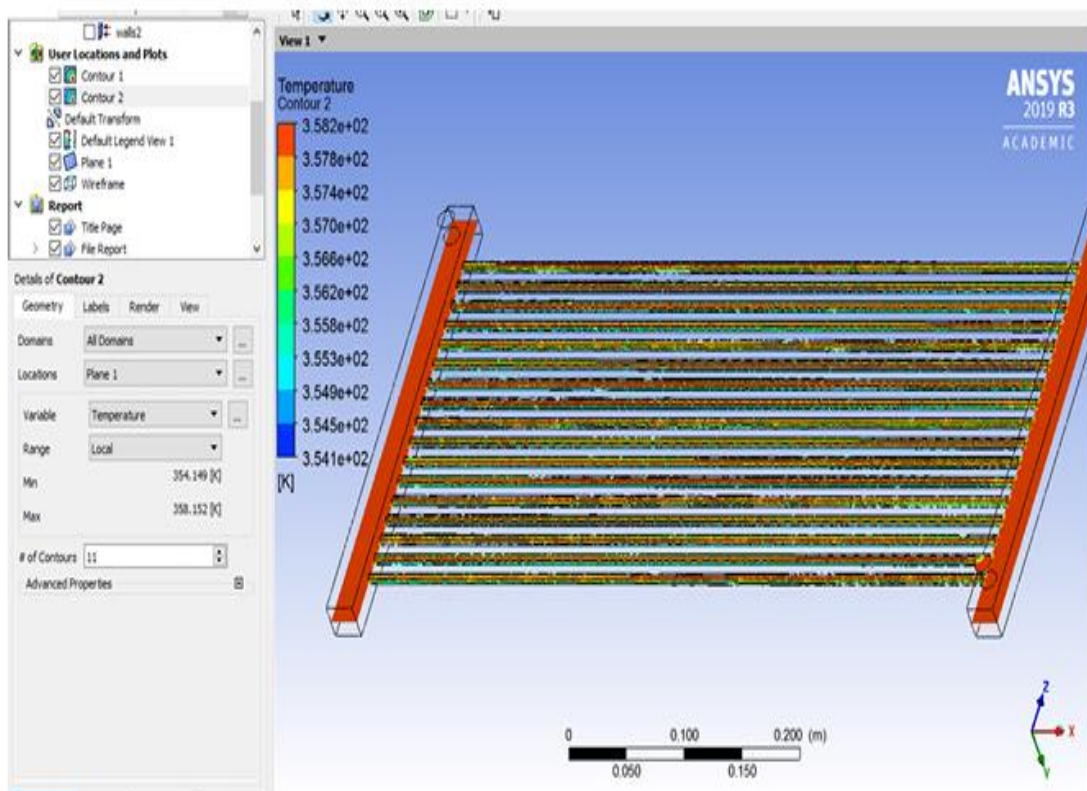 walls2
User Locations and Plots
Contour 1
Contour 2
Default Transform
Default Legend View 1
Plane 1
Wireframe
Report
Title Page
File Report
Details of Contour 2
Geometry Labels Render View
Domains All Domains ...
Locations Plane 1 ...
Variable Temperature ...
Range Local
Min 354.149 [K]
Max 358.152 [K]
# of Contours 11
Advanced Properties
View 1
Temperature
Contour 2
3.582e+02
3.578e+02
3.574e+02
3.570e+02
3.566e+02
3.562e+02
3.558e+02
3.553e+02
3.549e+02
3.545e+02
3.541e+02
[K]
ANSYS
2019 R3
ACADEMIC
0 0.100 0.200 (m)
0.050 0.150
Z
X
Y